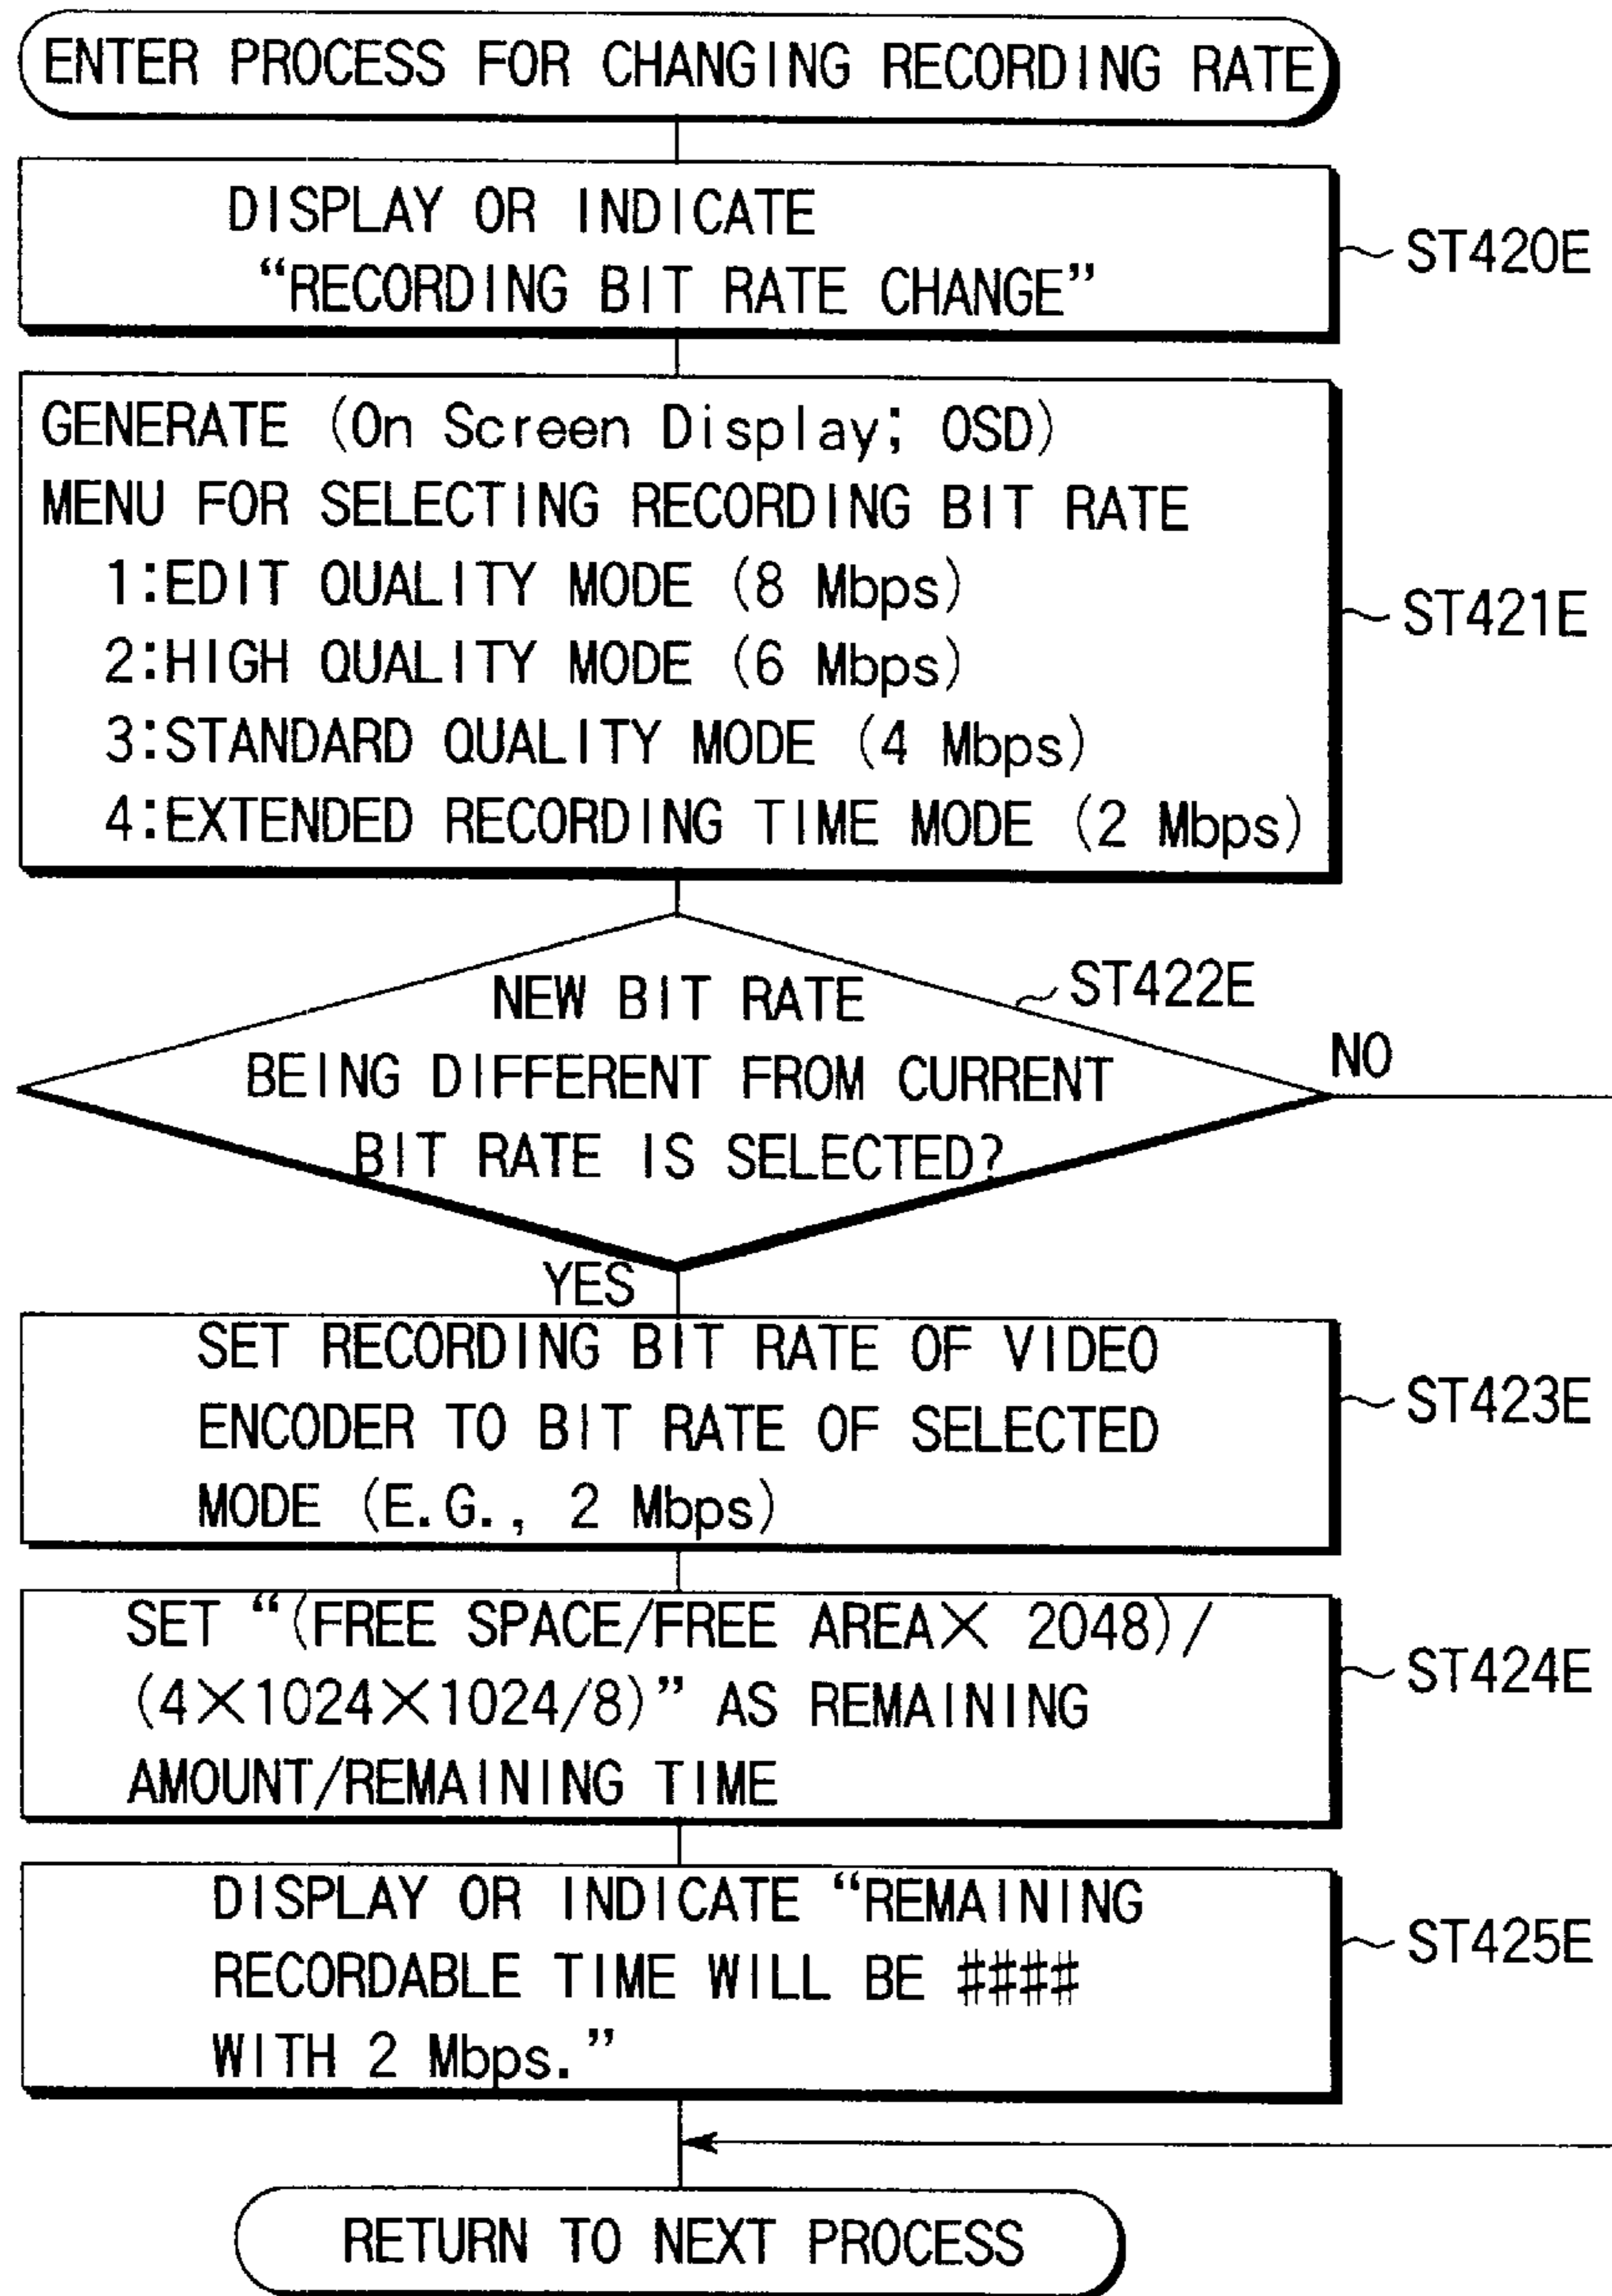 ENTER PROCESS FOR CHANGING RECORDING RATE
DISPLAY OR INDICATE
“RECORDING BIT RATE CHANGE”
ST420E
GENERATE (On Screen Display; OSD)
MENU FOR SELECTING RECORDING BIT RATE
1:EDIT QUALITY MODE (8 Mbps)
2:HIGH QUALITY MODE (6 Mbps)
3:STANDARD QUALITY MODE (4 Mbps)
4:EXTENDED RECORDING TIME MODE (2 Mbps)
ST421E
NEW BIT RATE
BEING DIFFERENT FROM CURRENT
BIT RATE IS SELECTED?
ST422E
NO
YES
SET RECORDING BIT RATE OF VIDEO
ENCODER TO BIT RATE OF SELECTED
MODE (E.G., 2 Mbps)
ST423E
SET “(FREE SPACE/FREE AREA× 2048)/
(4×1024×1024/8)” AS REMAINING
AMOUNT/REMAINING TIME
ST424E
DISPLAY OR INDICATE “REMAINING
RECORDABLE TIME WILL BE ####
WITH 2 Mbps.”
ST425E
RETURN TO NEXT PROCESS